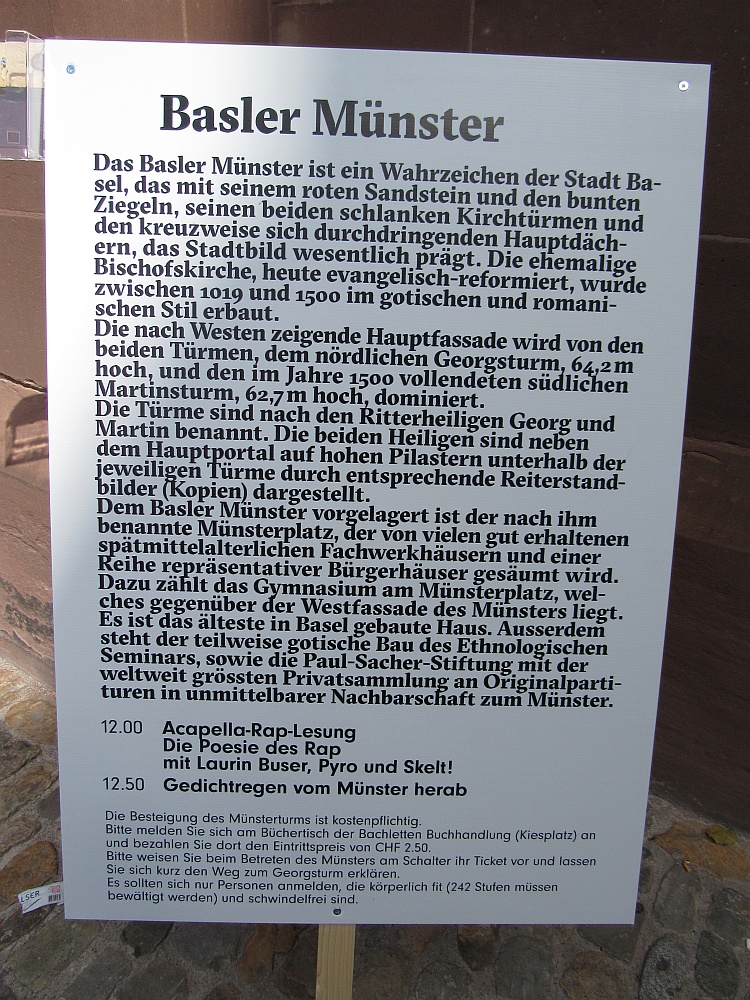 Basler Münster
Das Basler Münster ist ein Wahrzeichen der Stadt Ba-
sel, das mit seinem roten Sandstein und den bunten
Ziegeln, seinen beiden schlanken Kirchtürmen und
den kreuzweise sich durchdringenden Hauptdäch-
ern, das Stadtbild wesentlich prägt. Die ehemalige
Bischofskirche, heute evangelisch-reformiert, wurde
zwischen 1019 und 1500 im gotischen und romani-
schen Stil erbaut.
Die nach Westen zeigende Hauptfassade wird von den
beiden Türmen, dem nördlichen Georgsturm, 64,2 m
hoch, und den im Jahre 1500 vollendeten südlichen
Martinsturm, 62,7 m hoch, dominiert.
Die Türme sind nach den Ritterheiligen Georg und
Martin benannt. Die beiden Heiligen sind neben
dem Hauptportal auf hohen Pilastern unterhalb der
jeweiligen Türme durch entsprechende Reiterstand-
bilder (Kopien) dargestellt.
Dem Basler Münster vorgelagert ist der nach ihm
benannte Münsterplatz, der von vielen gut erhaltenen
spätmittelalterlichen Fachwerkhäusern und einer
Reihe repräsentativer Bürgerhäuser gesäumt wird.
Dazu zählt das Gymnasium am Münsterplatz, wel-
ches gegenüber der Westfassade des Münsters liegt.
Es ist das älteste in Basel gebaute Haus. Ausserdem
steht der teilweise gotische Bau des Ethnologischen
Seminars, sowie die Paul-Sacher-Stiftung mit der
weltweit grössten Privatsammlung an Originalparti-
turen in unmittelbarer Nachbarschaft zum Münster.
12.00 Acapella-Rap-Lesung
Die Poesie des Rap
mit Laurin Buser, Pyro und Skelt!
12.50 Gedichtregen vom Münster herab
Die Besteigung des Münsterturms ist kostenpflichtig.
Bitte melden Sie sich am Büchertisch der Bachletten Buchhandlung (Kiesplatz) an
und bezahlen Sie dort den Eintrittspreis von CHF 2.50.
Bitte weisen Sie beim Betreten des Münsters am Schalter ihr Ticket vor und lassen
Sie sich kurz den Weg zum Georgsturm erklären.
Es sollten sich nur Personen anmelden, die körperlich fit (242 Stufen müssen
bewältigt werden) und schwindelfrei sind.